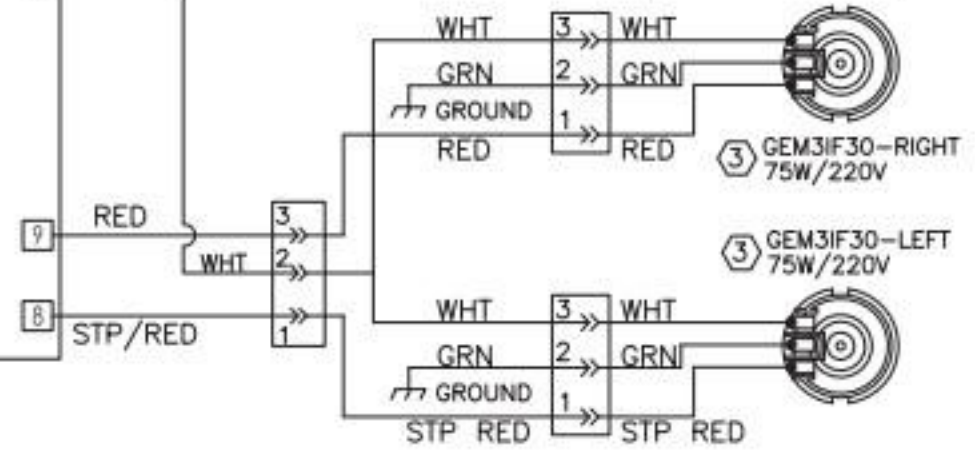 WHT 3 WHT
GRN 2 GRN
GROUND
1
RED RED
3 GEM3IF30-RIGHT
75W/220V
9 RED 3
WHT 2
8 STP/RED 1
3 GEM3IF30-LEFT
75W/220V
WHT 3 WHT
GRN 2 GRN
GROUND
1
STP RED STP RED